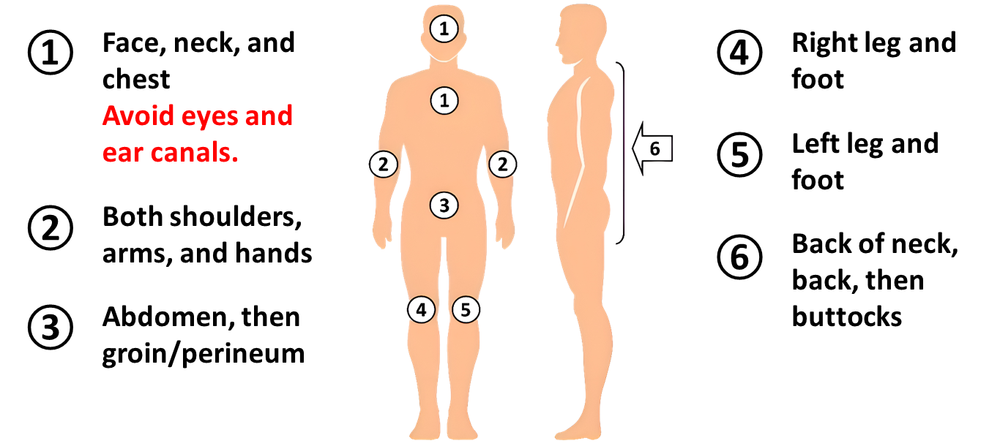 1
Face, neck, and
chest
Avoid eyes and
ear canals.
2
Both shoulders,
arms, and hands
3
Abdomen, then
groin/perineum
1
1
2
2
3
4
5
6
4
Right leg and
foot
5
Left leg and
foot
6
Back of neck,
back, then
buttocks